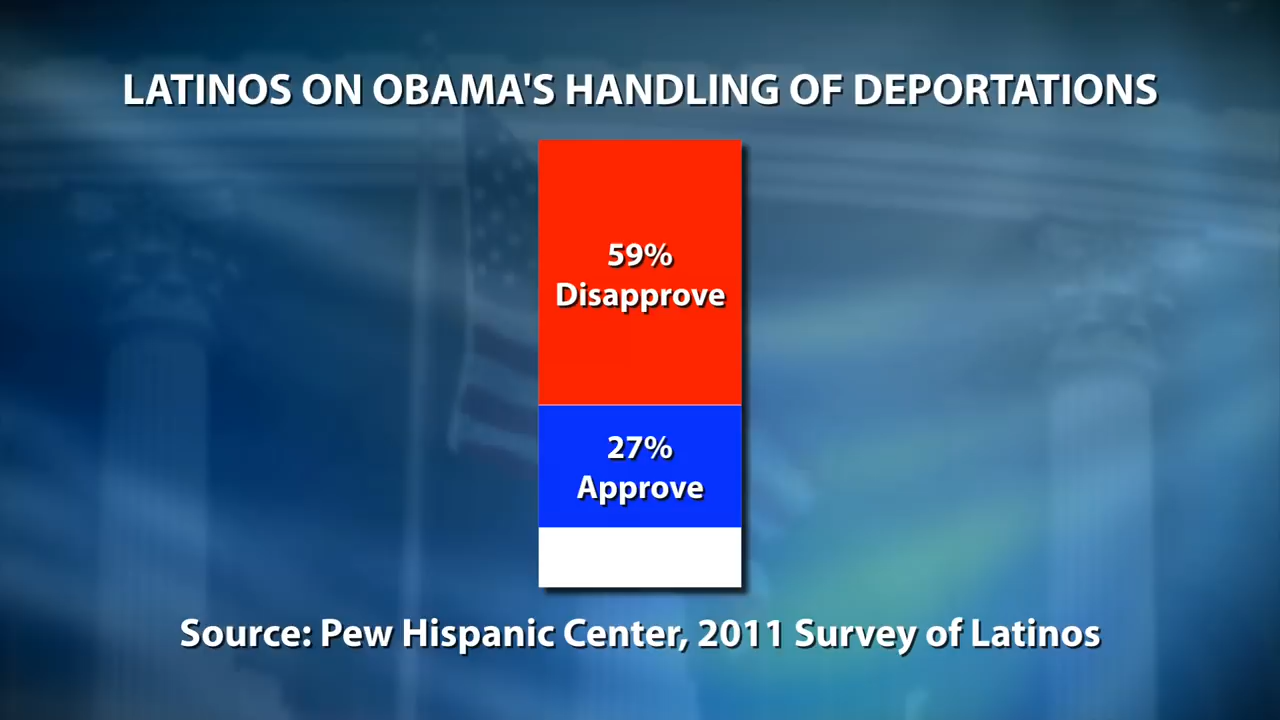 LATINOS ON OBAMA'S HANDLING OF DEPORTATIONS
59%
Disapprove
27%
Approve
Source: Pew Hispanic Center, 2011 Survey of Latinos